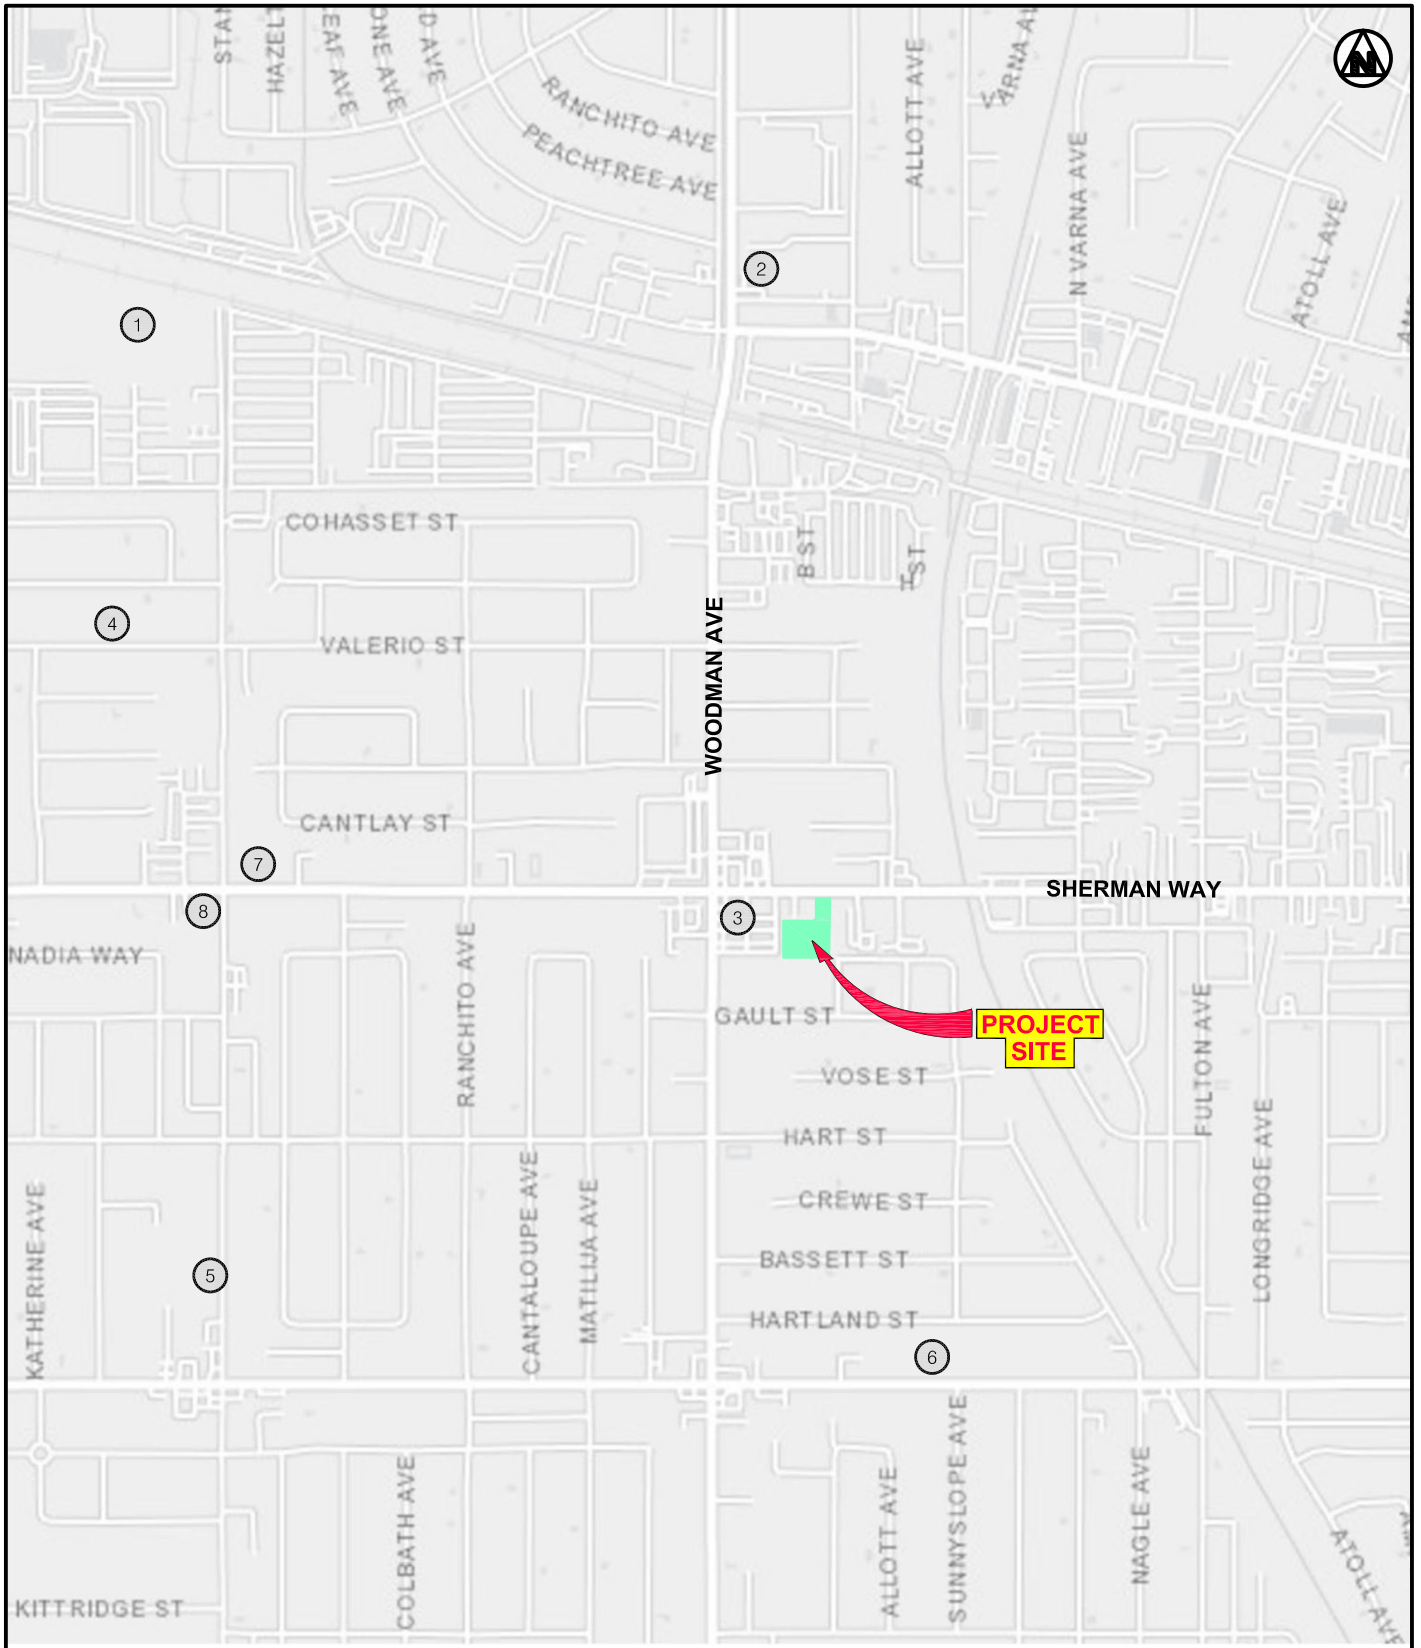 N
RANCHITO AVE
PEACHTREE AVE
ALLOTT AVE
N VARNA AVE
ATOLL AVE
2
1
COHASSET ST
B ST
H ST
4
VALERIO ST
WOODMAN AVE
CANTLAY ST
7
SHERMAN WAY
8
3
NADIA WAY
RANCHITO AVE
GAULT ST
PROJECT
SITE
VOSE ST
FULTON AVE
HART ST
CREWE ST
LONGRIDGE AVE
KATHERINE AVE
CANTALOUPE AVE
MATILIJA AVE
BASSETT ST
5
HARTLAND ST
6
COLBATH AVE
ALLOTT AVE
SUNNYSLOPE AVE
NAGLE AVE
ATOLL AVE
KITTRIDGE ST